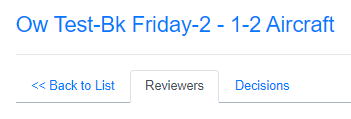 Ow Test-Bk Friday-2 - 1-2 Aircraft
<< Back to List Reviewers Decisions